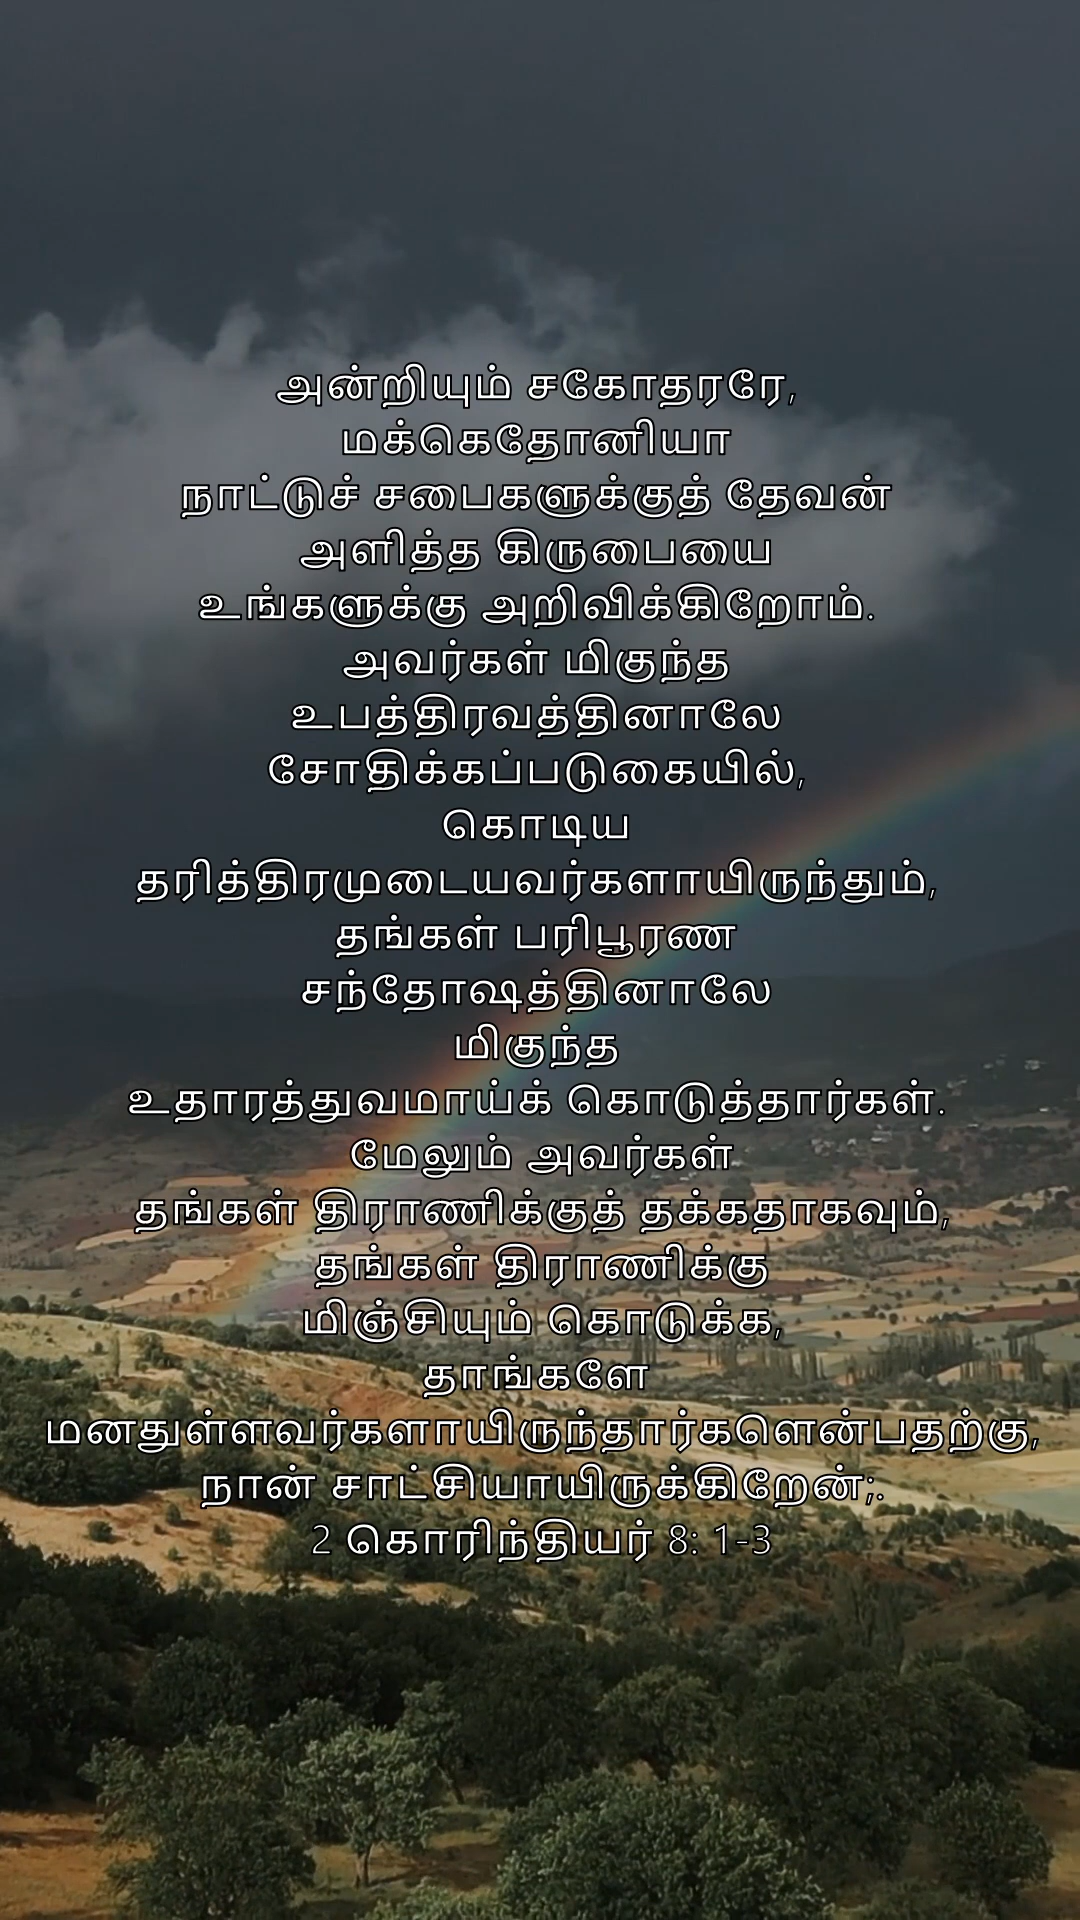 அன்றியும் சகோதரரே,
மக்கெதோனியா
நாட்டுச் சபைகளுக்குத் தேவன்
அளித்த கிருபையை
உங்களுக்கு அறிவிக்கிறோம்.
அவர்கள் மிகுந்த
உபத்திரவத்தினாலே
சோதிக்கப்படுகையில்,
கொடிய
தரித்திரமுடையவர்களாயிருந்தும்,
தங்கள் பரிபூரண
சந்தோஷத்தினாலே
மிகுந்த
உதாரத்துவமாய்க் கொடுத்தார்கள்.
மேலும் அவர்கள்
தங்கள் திராணிக்குத் தக்கதாகவும்,
தங்கள் திராணிக்கு
மிஞ்சியும் கொடுக்க,
தாங்களே
மனதுள்ளவர்களாயிருந்தார்களென்பதற்கு,
நான் சாட்சியாயிருக்கிறேன்;.
2 கொரிந்தியர் 8: 1-3